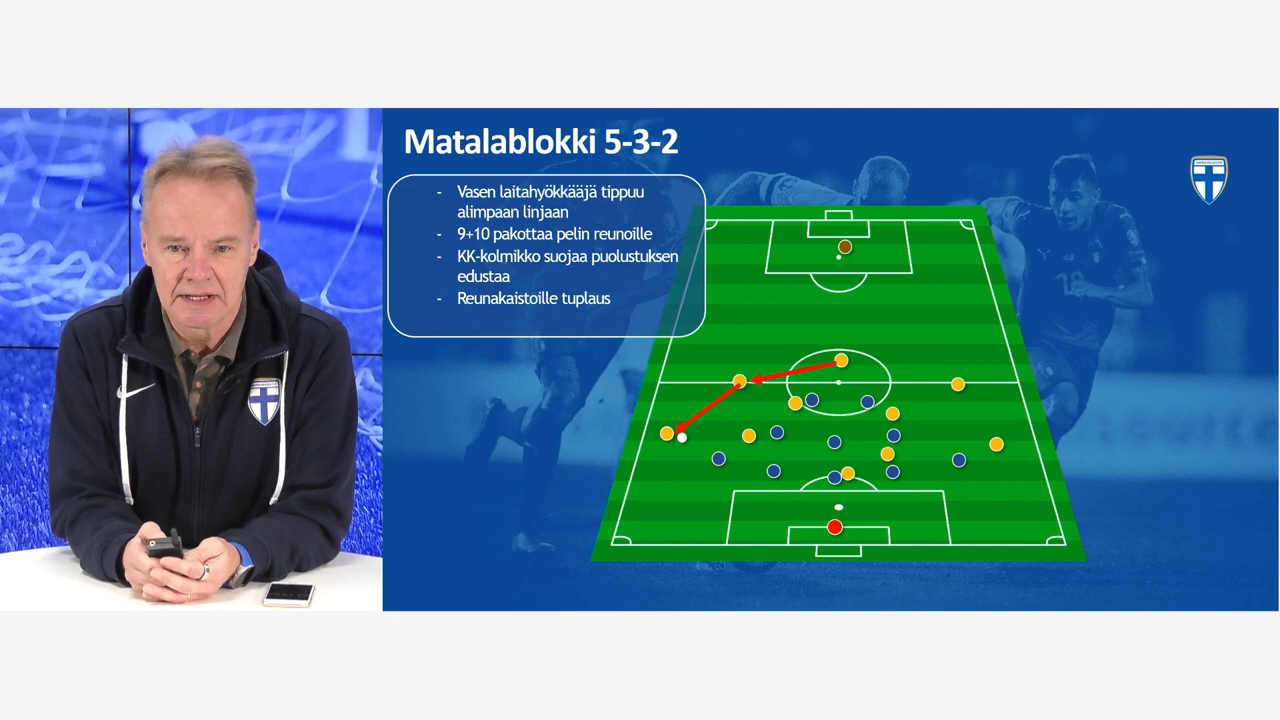 Matalablokki 5-3-2
- Vasen laitahyökkääjä tippuu
alimpaan linjaan
- 9+10 pakottaa pelin reunoille
- KK-kolmikko suojaa puolustuksen
edustaa
- Reunakaistoille tuplaus